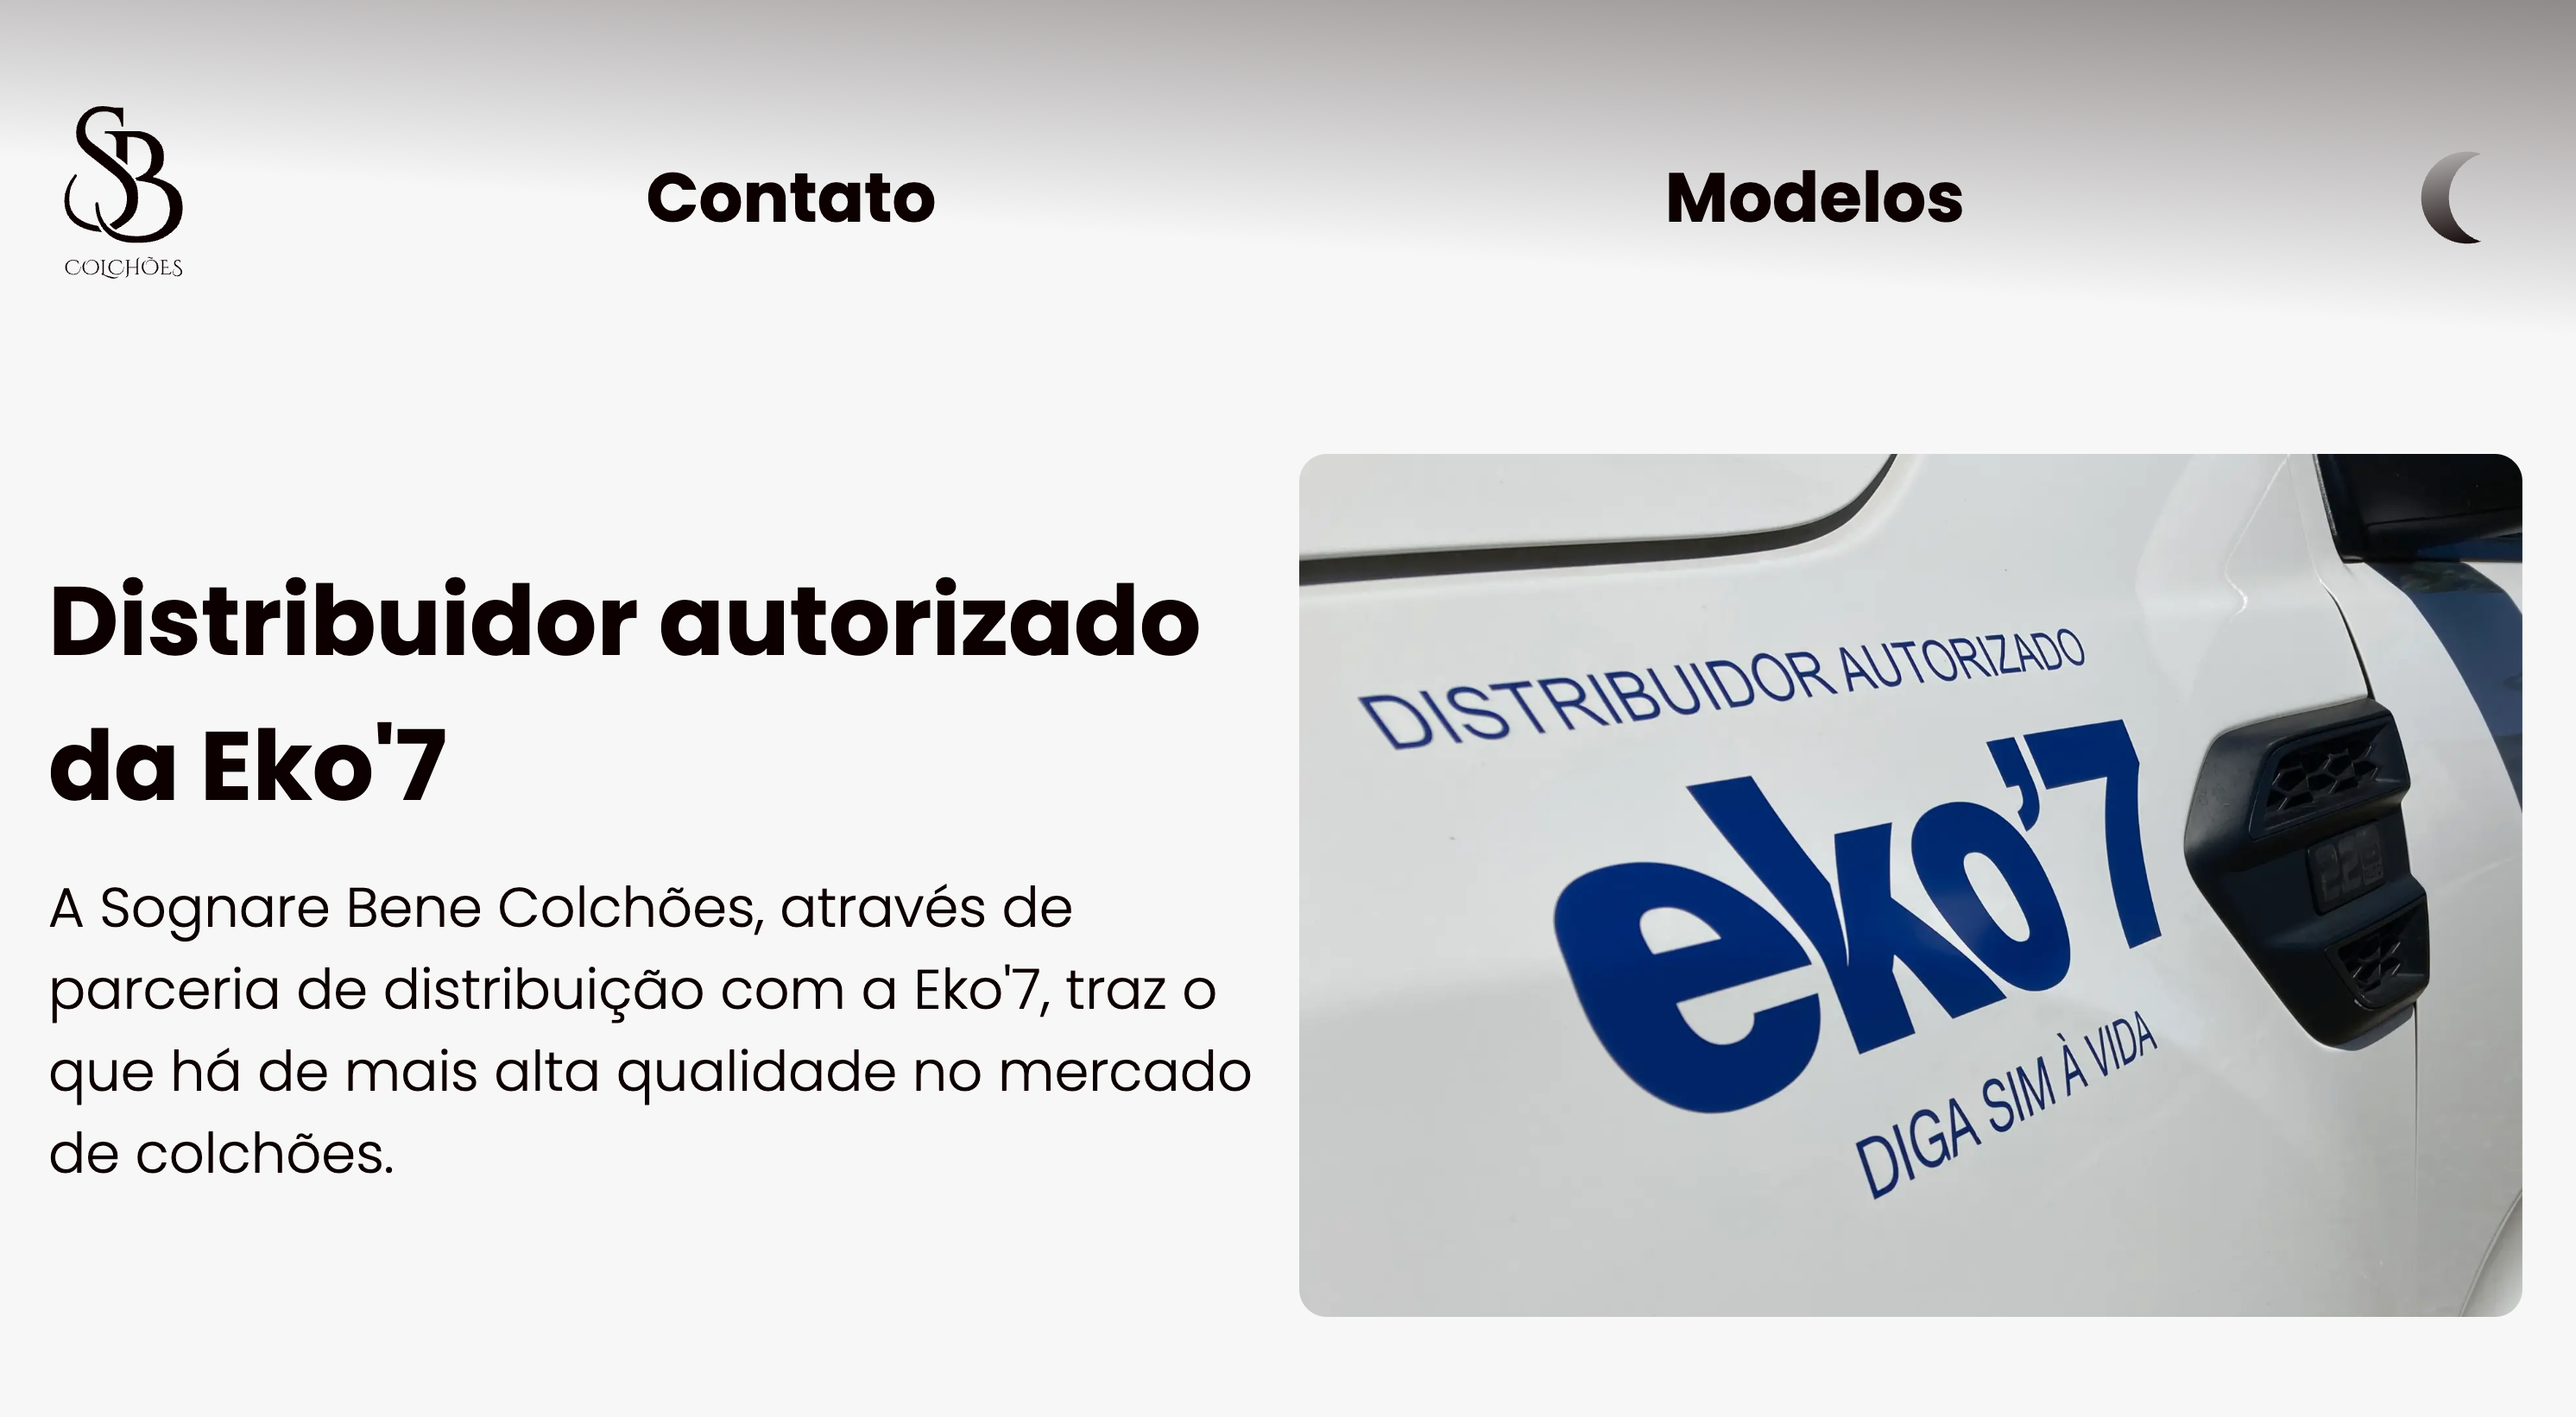 SB
COLCHÕES
Contato
Modelos
Distribuidor autorizado
da Eko'7
A Sognare Bene Colchões, através de
parceria de distribuição com a Eko'7, traz o
que há de mais alta qualidade no mercado
de colchões.
DISTRIBUIDOR AUTORIZADO
eko’7
DIGA SIM À VIDA